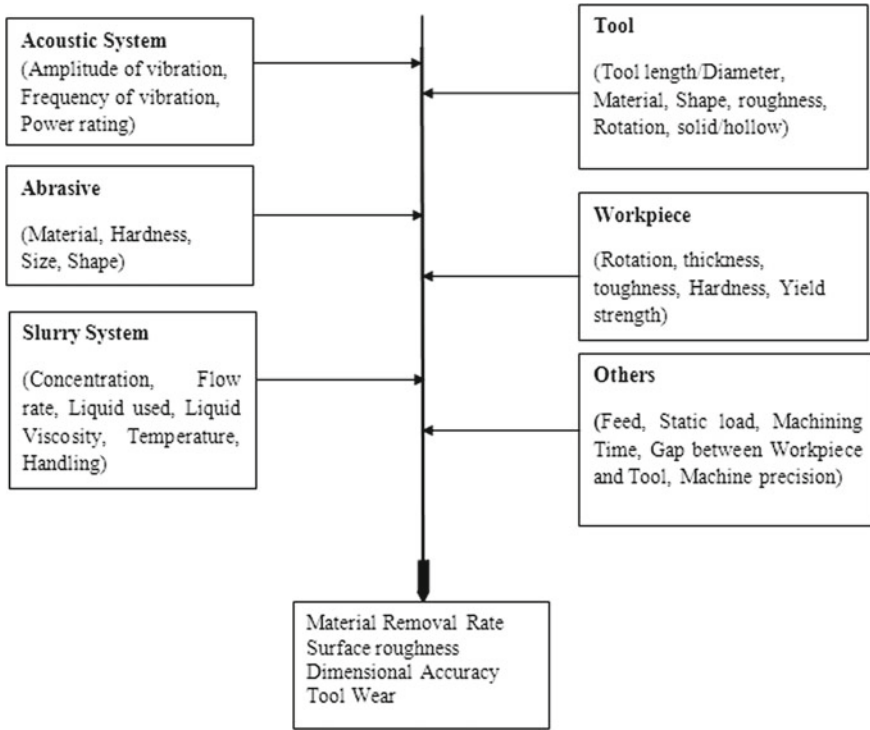 Acoustic System
(Amplitude of vibration,
Frequency of vibration,
Power rating)
Abrasive
(Material, Hardness,
Size, Shape)
Slurry System
(Concentration, Flow
rate, Liquid used, Liquid
Viscosity, Temperature,
Handling)
Tool
(Tool length/Diameter,
Material, Shape, roughness,
Rotation, solid/hollow)
Workpiece
(Rotation, thickness,
toughness, Hardness, Yield
strength)
Others
(Feed, Static load, Machining
Time, Gap between Workpiece
and Tool, Machine precision)
Material Removal Rate
Surface roughness
Dimensional Accuracy
Tool Wear